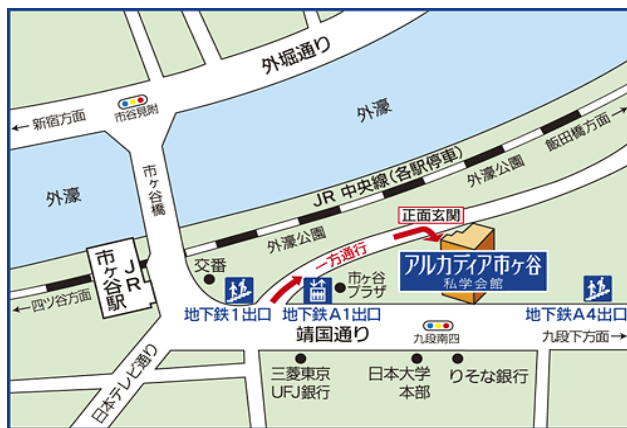 外堀通り
←新宿方面
市谷見附
外濠
飯田橋方面→
市ヶ谷橋
JR 中央線(各駅停車)
外濠公園
外濠
正面玄関
外濠公園
一方通行
アルカディア市ヶ谷
私学会館
JR
市ヶ谷駅
交番
市ヶ谷
プラザ
←四ツ谷方面
地下鉄1出口
地下鉄A1出口
地下鉄A4出口
靖国通り
九段南四
九段下方面→
日本テレビ通り
三菱東京
UFJ銀行
日本大学
本部
りそな銀行